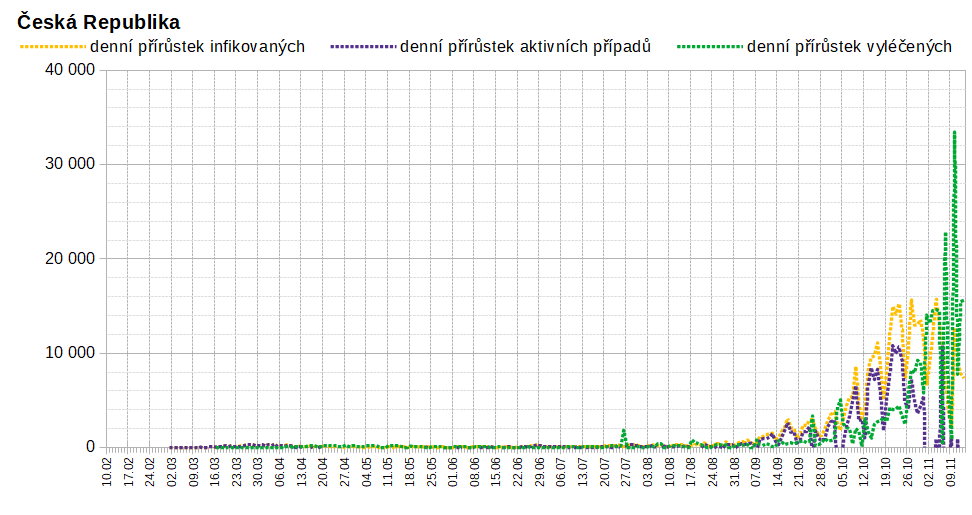 Česká Republika
denní přírůstek infikovaných denní přírůstek aktivních případů denní přírůstek vyléčených
40 000
30 000
20 000
10 000
0
10.02 17.02 24.02 02.03 09.03 16.03 23.03 30.03 06.04 13.04 20.04 27.04 04.05 11.05 18.05 25.05 01.06 08.06 15.06 22.06 29.06 06.07 13.07 20.07 27.07 03.08 10.08 17.08 24.08 31.08 07.09 14.09 21.09 28.09 05.10 12.10 19.10 26.10 02.11 09.11